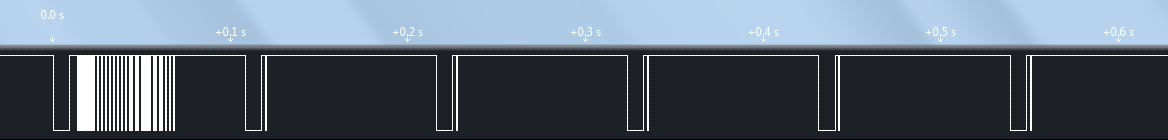 0.0 s
+0,1 s
+0,2 s
+0,3 s
+0,4 s
+0,5 s
+0,6 s